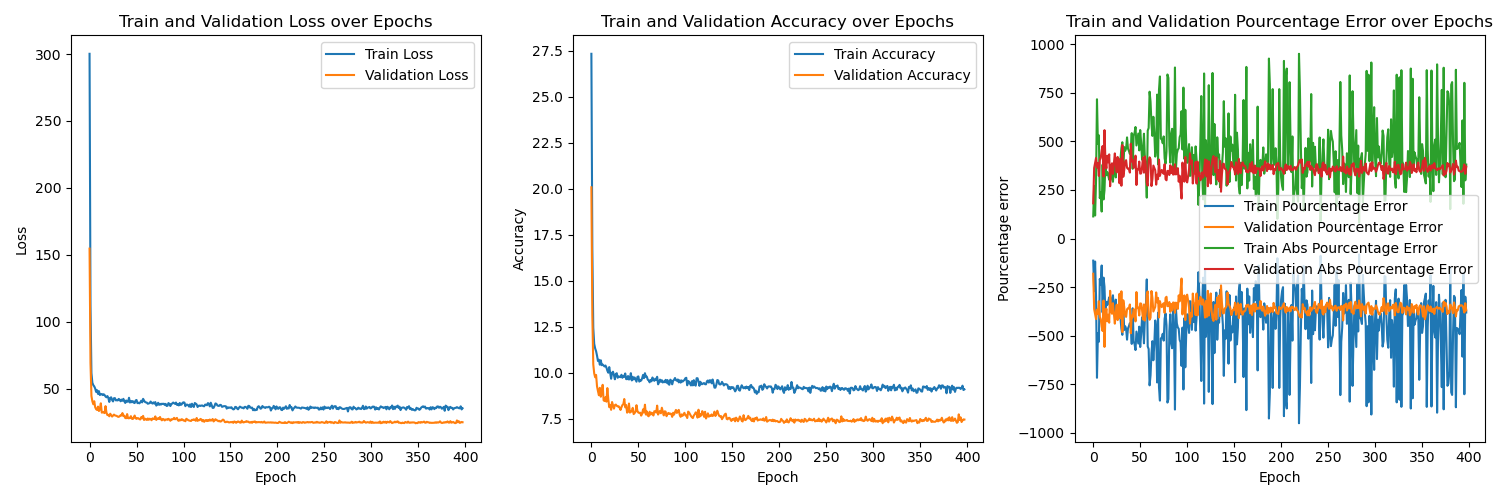 Train and Validation Loss over Epochs
300
250
200
150
100
50
Loss
0 50 100 150 200 250 300 350 400
Epoch
Train Loss
Validation Loss
Train and Validation Accuracy over Epochs
27.5
25.0
22.5
20.0
17.5
15.0
12.5
10.0
7.5
Accuracy
0 50 100 150 200 250 300 350 400
Epoch
Train Accuracy
Validation Accuracy
Train and Validation Pourcentage Error over Epochs
1000
750
500
250
0
−250
−500
−750
−1000
Pourcentage error
0 50 100 150 200 250 300 350 400
Epoch
Train Pourcentage Error
Validation Pourcentage Error
Train Abs Pourcentage Error
Validation Abs Pourcentage Error